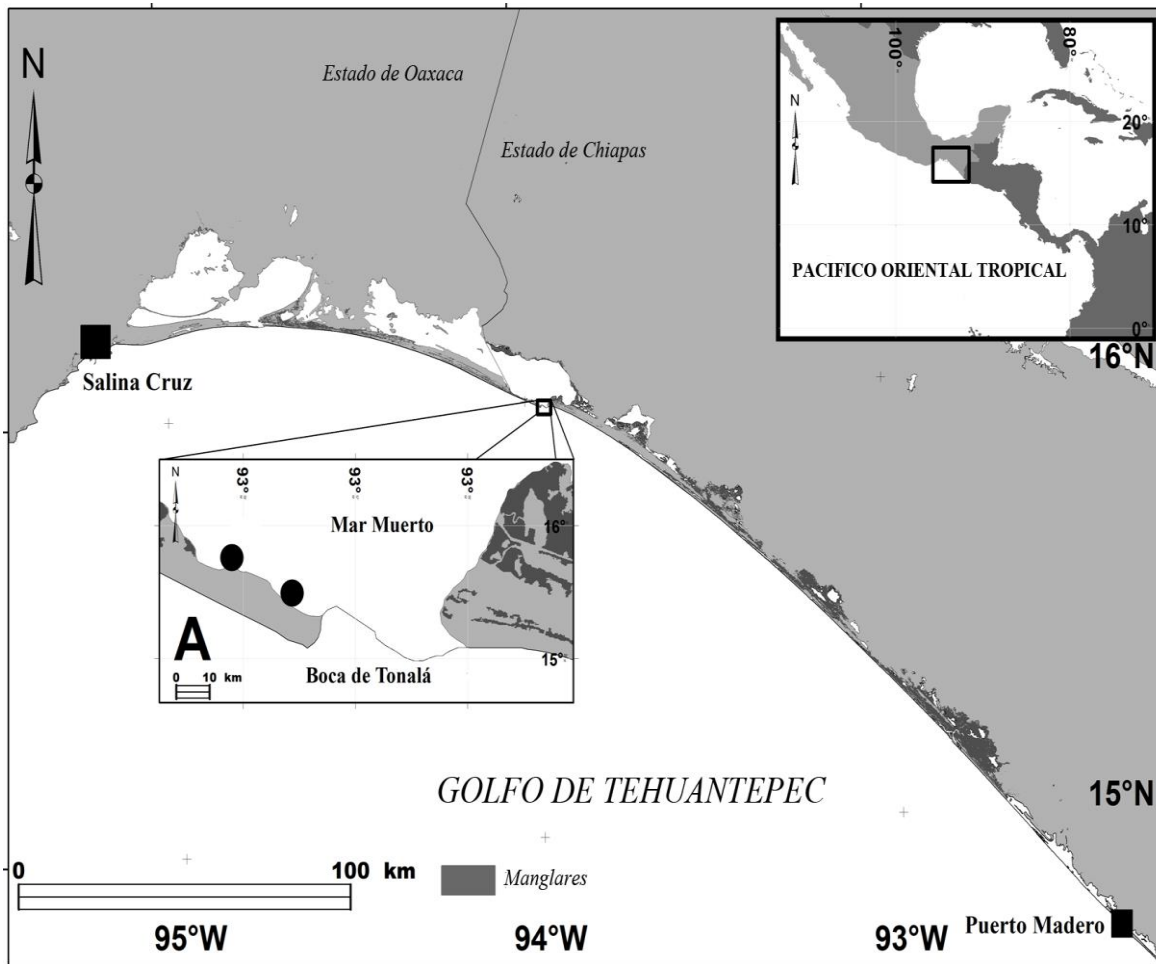 N
Estado de Oaxaca
Estado de Chiapas
100°
80°
N
20°
10°
PACIFICO ORIENTAL TROPICAL
0°
16°N
Salina Cruz
N
93°
93°
93°
Mar Muerto
16°
A
15°
0 10 km
Boca de Tonalá
GOLFO DE TEHUANTEPEC
15°N
0 100 km
Manglares
Puerto Madero
95°W
94°W
93°W